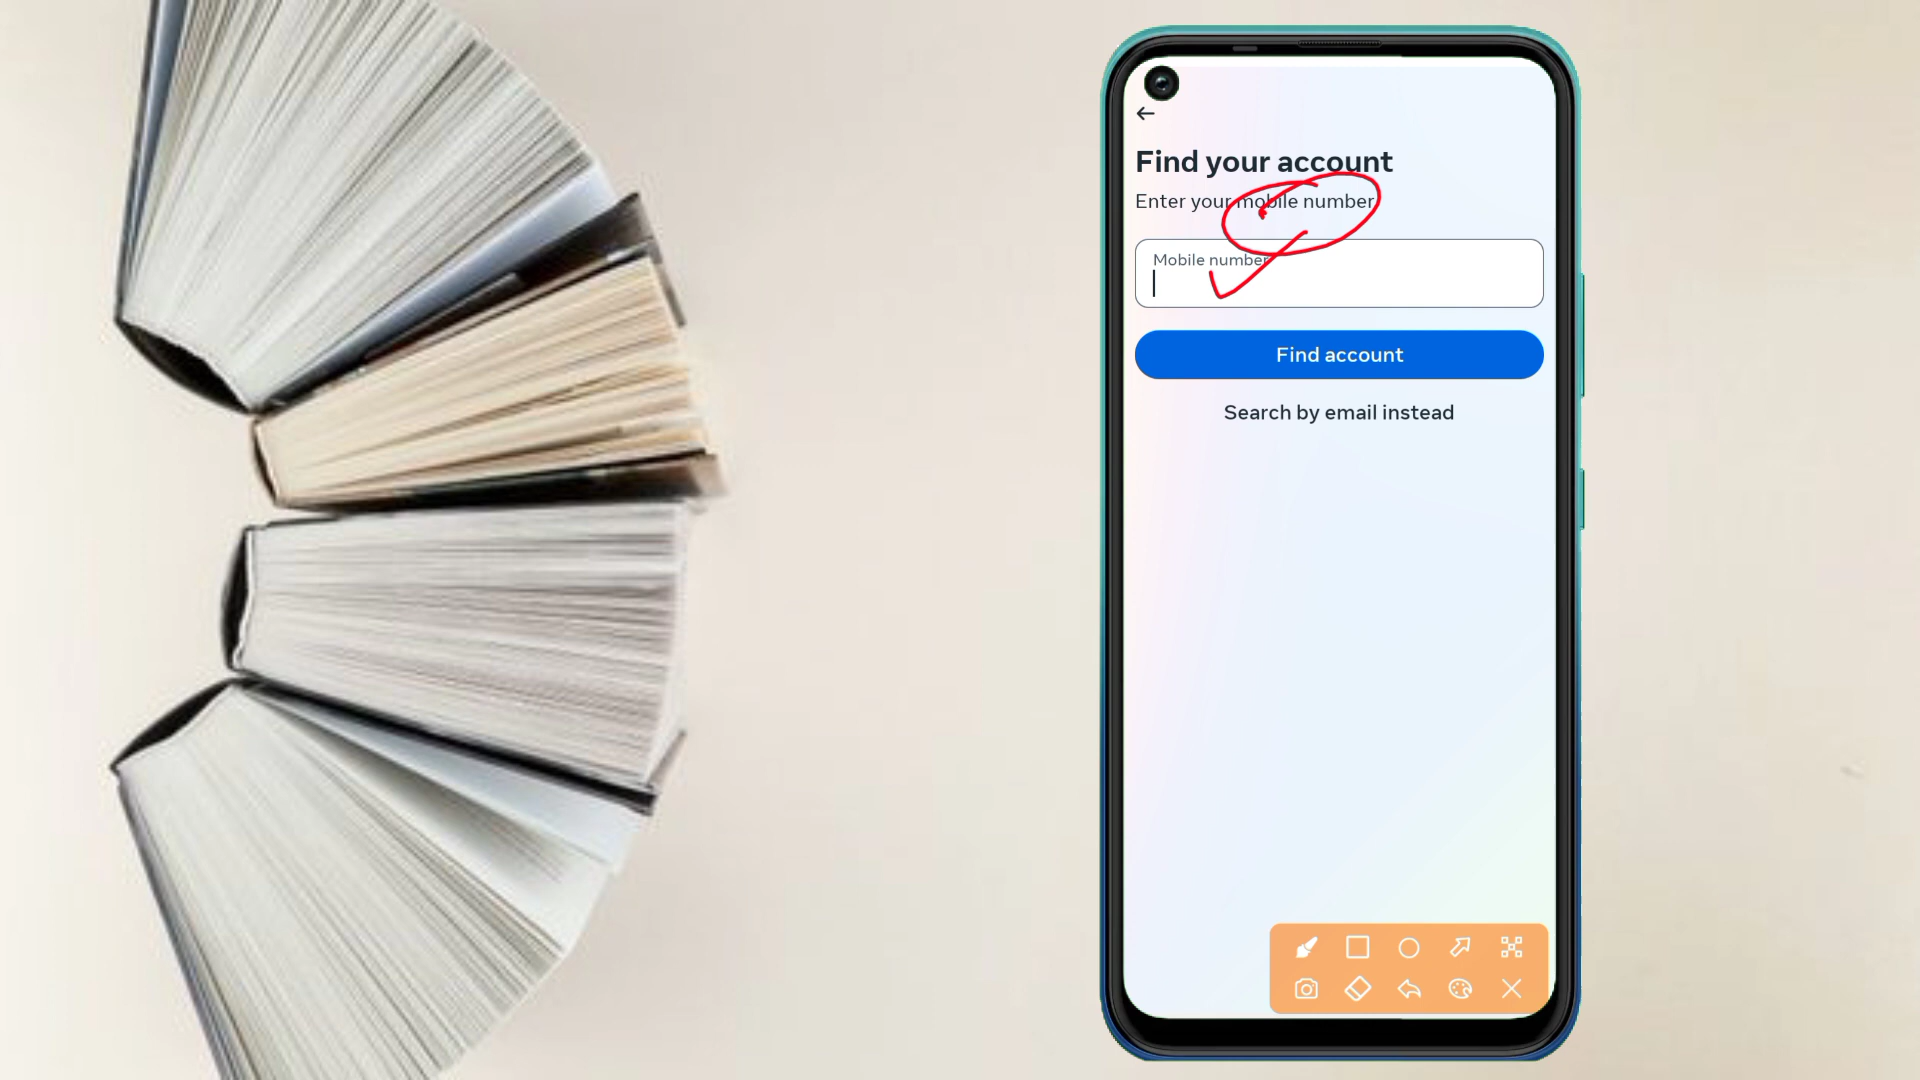 Find your account
Enter your mobile number
Mobile number
Find account
Search by email instead